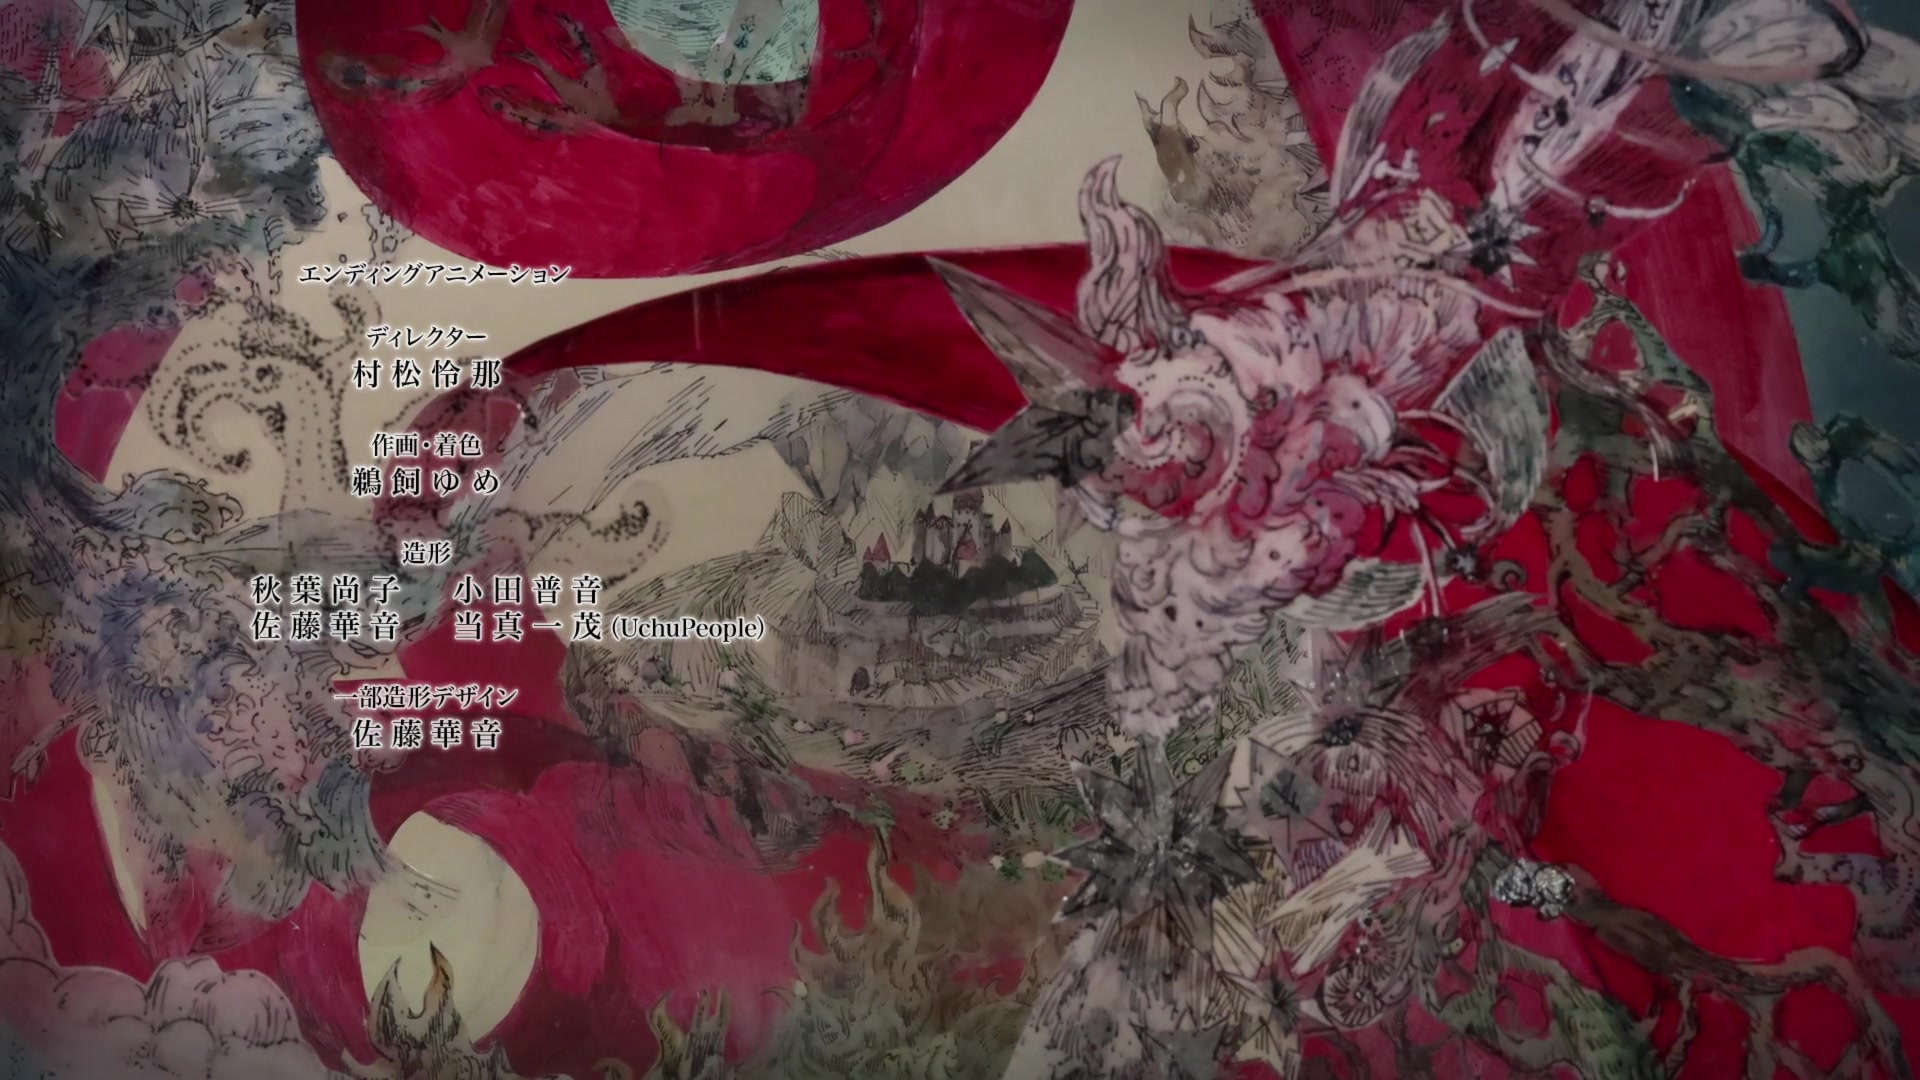 エンディングアニメーション
ディレクター
村松怜那
作画・着色
鵜飼ゆめ
造形
秋葉尚子 小田普音
佐藤華音 当真一茂(UchuPeople)
一部造形デザイン
佐藤華音